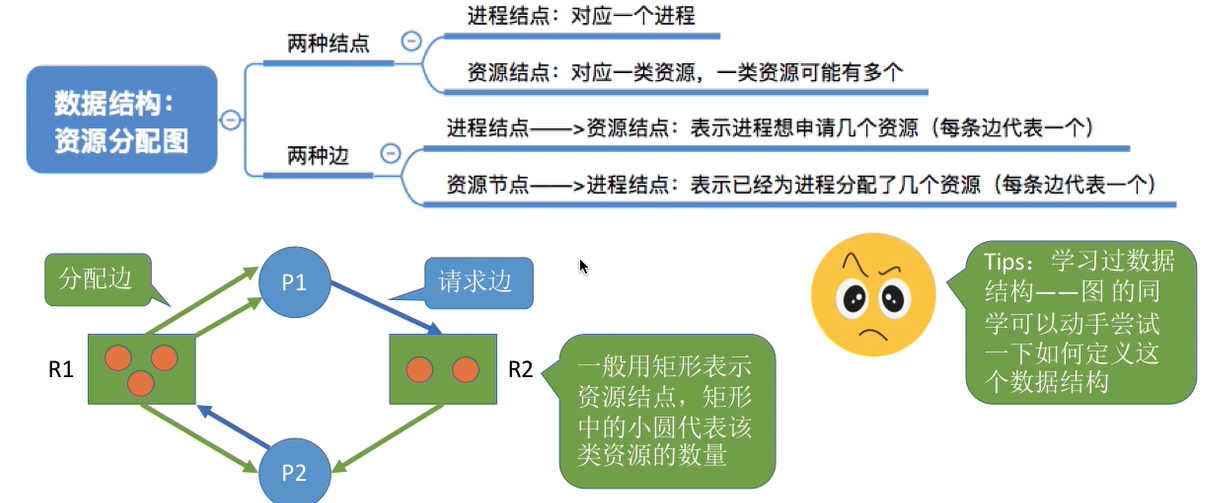 数据结构：
资源分配图
两种结点
进程结点：对应一个进程
资源结点：对应一类资源，一类资源可能有多个
两种边
进程结点——>资源结点：表示进程想申请几个资源（每条边代表一个）
资源节点——>进程结点：表示已经为进程分配了几个资源（每条边代表一个）
分配边
P1
请求边
R1
R2
P2
一般用矩形表示
资源结点，矩形
中的小圆代表该
类资源的数量
Tips：学习过数据
结构——图 的同
学可以动手尝试
一下如何定义这
个数据结构